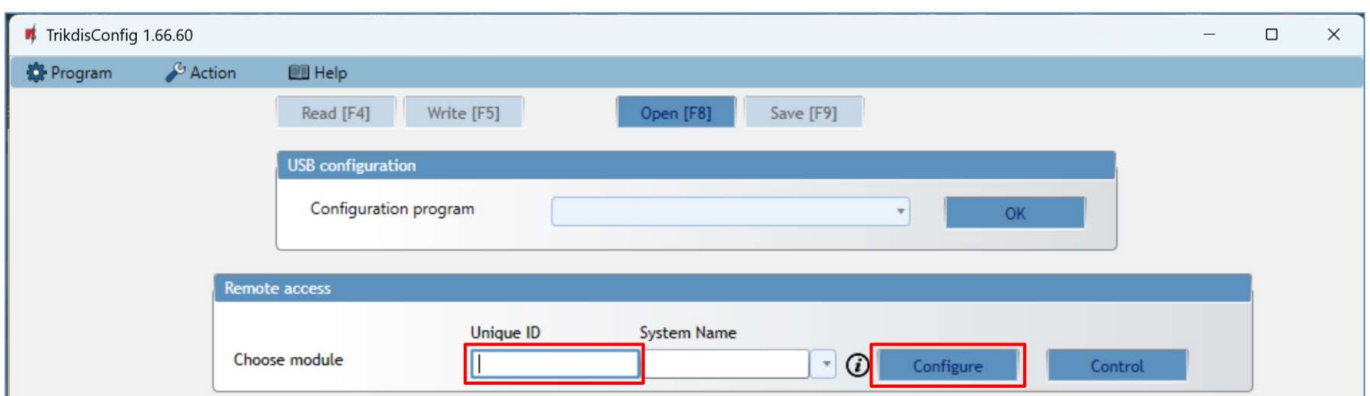 TrikdisConfig 1.66.60
Program Action Help
Read [F4] Write [F5] Open [F8] Save [F9]
USB configuration
Configuration program OK
Remote access
Unique ID System Name
Choose module i Configure Control